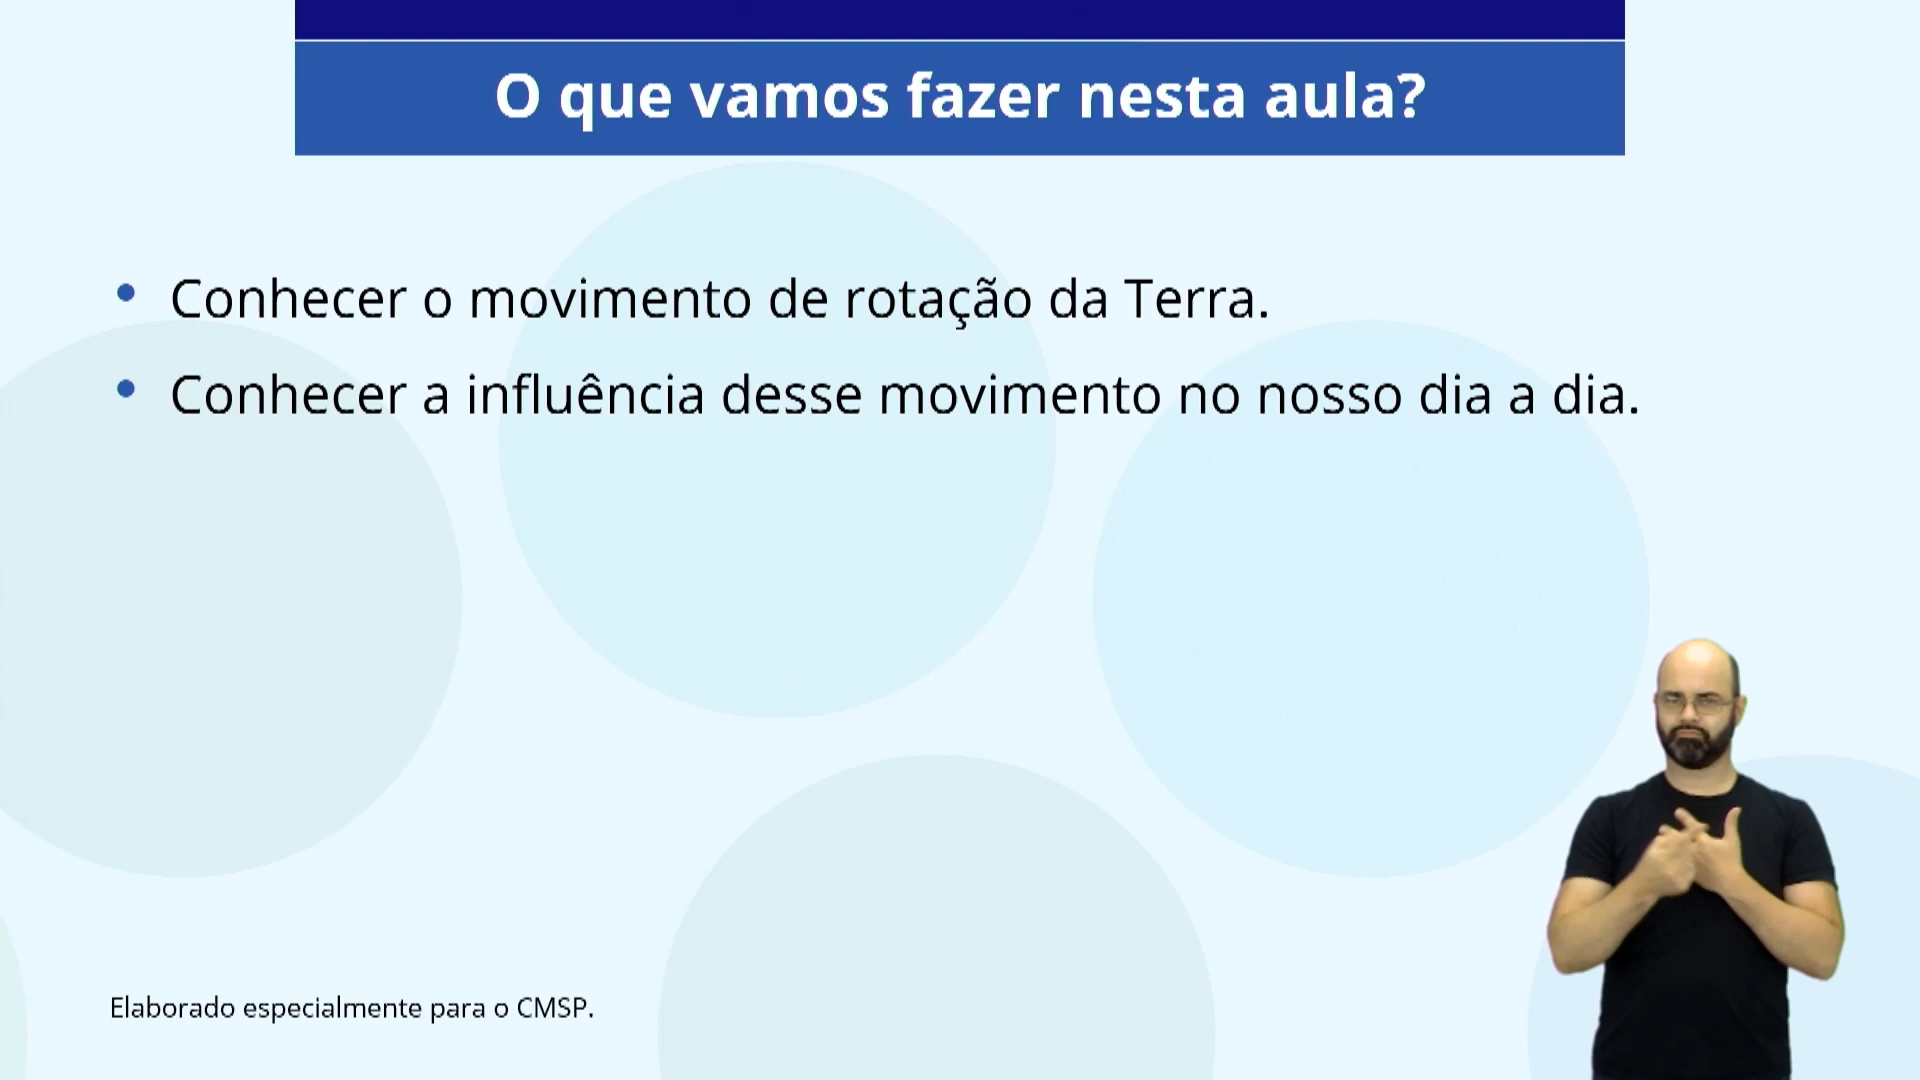 O que vamos fazer nesta aula?
• Conhecer o movimento de rotação da Terra.
• Conhecer a influência desse movimento no nosso dia a dia.
Elaborado especialmente para o CMSP.